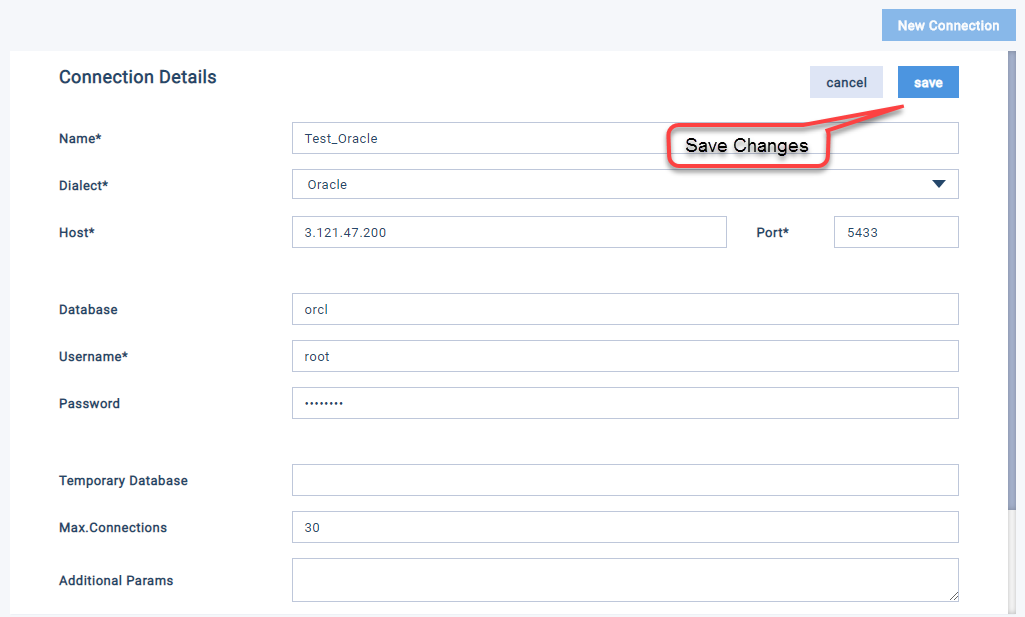 New Connection
Connection Details
cancel
save
Name*
Test_Oracle
Save Changes
Dialect*
Oracle
Host*
3.121.47.200
Port*
5433
Database
orcl
Username*
root
Password
••••••••
Temporary Database
Max.Connections
30
Additional Params